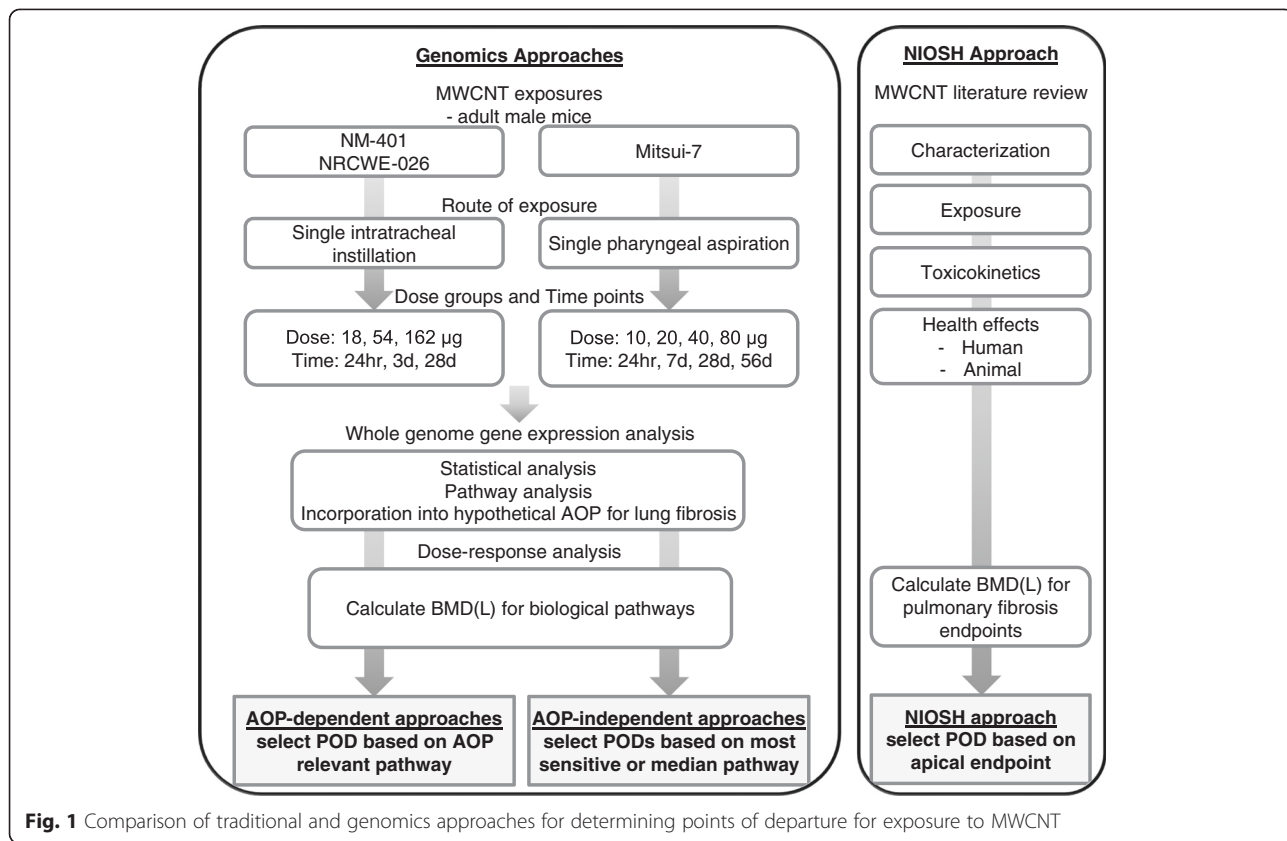 Genomics Approaches
MWCNT exposures
- adult male mice
NM-401
NRCWE-026
Mitsui-7
Route of exposure
Single intratracheal
instillation
Single pharyngeal aspiration
Dose groups and Time points
Dose: 18, 54, 162 µg
Time: 24hr, 3d, 28d
Dose: 10, 20, 40, 80 µg
Time: 24hr, 7d, 28d, 56d
Whole genome gene expression analysis
Statistical analysis
Pathway analysis
Incorporation into hypothetical AOP for lung fibrosis
Dose-response analysis
Calculate BMD(L) for biological pathways
AOP-dependent approaches
select POD based on AOP
relevant pathway
AOP-independent approaches
select PODs based on most
sensitive or median pathway
NIOSH Approach
MWCNT literature review
Characterization
Exposure
Toxicokinetics
Health effects
- Human
- Animal
Calculate BMD(L) for
pulmonary fibrosis
endpoints
NIOSH approach
select POD based on
apical endpoint
Fig. 1 Comparison of traditional and genomics approaches for determining points of departure for exposure to MWCNT